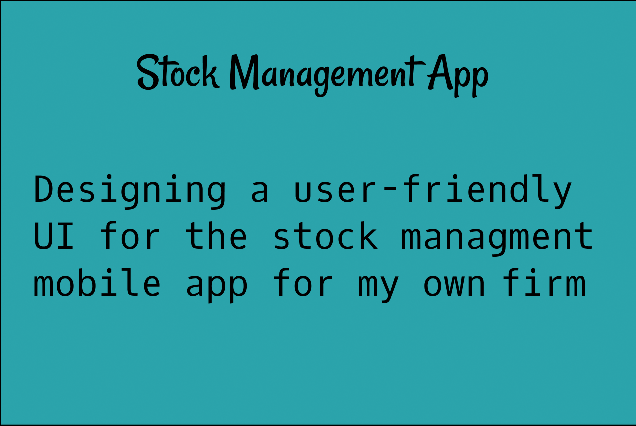 Stock Management App
Designing a user-friendly
UI for the stock managment
mobile app for my own firm